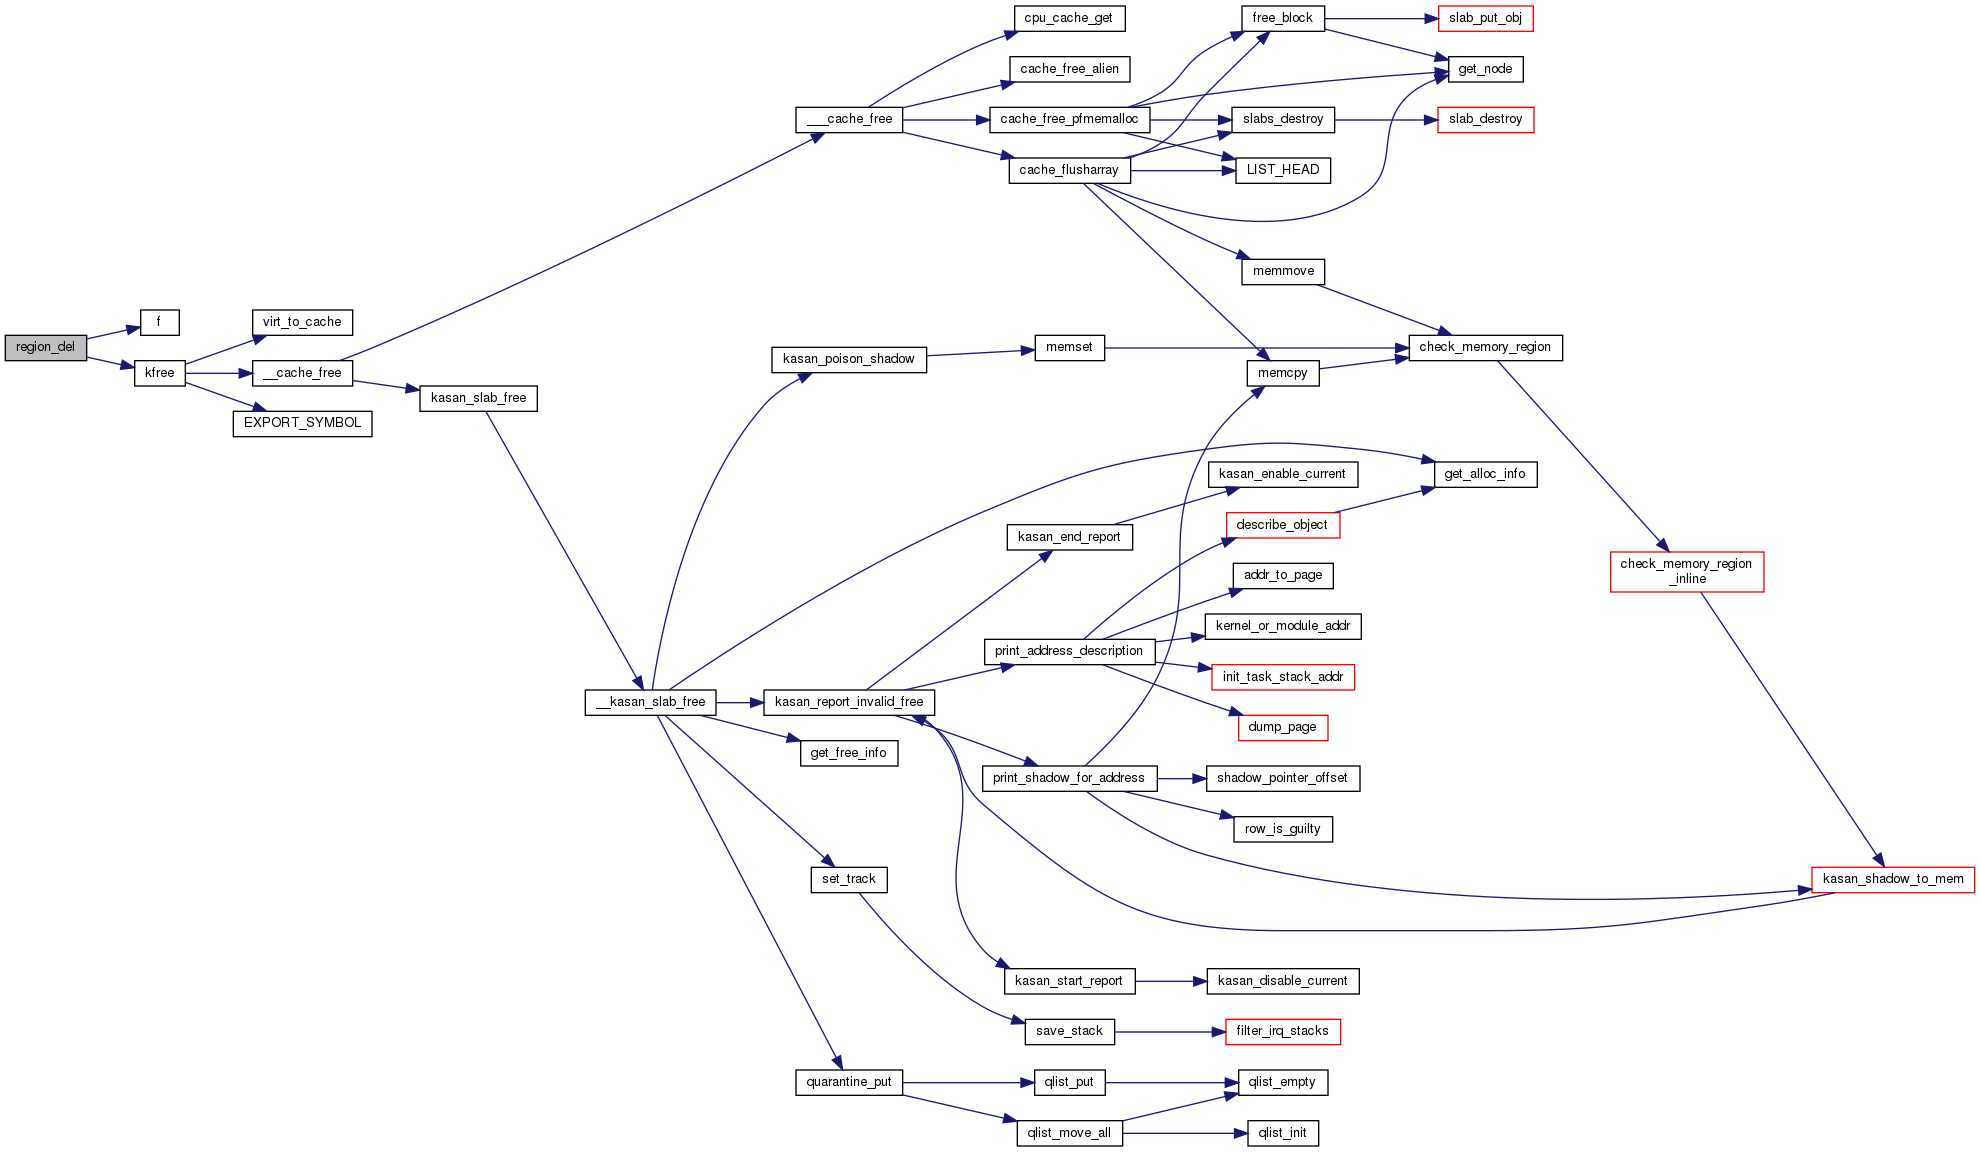 region_del
f
kfree
virt_to_cache
__cache_free
EXPORT_SYMBOL
kasan_slab_free
___cache_free
cpu_cache_get
cache_free_alien
cache_free_pfmemalloc
cache_flusharray
free_block
slab_put_obj
get_node
slabs_destroy
slab_destroy
LIST_HEAD
memmove
memcpy
check_memory_region
kasan_poison_shadow
memset
get_alloc_info
kasan_enable_current
describe_object
kasan_end_report
addr_to_page
kernel_or_module_addr
print_address_description
init_task_stack_addr
dump_page
check_memory_region
_inline
__kasan_slab_free
kasan_report_invalid_free
get_free_info
print_shadow_for_address
shadow_pointer_offset
row_is_guilty
set_track
kasan_shadow_to_mem
kasan_start_report
kasan_disable_current
save_stack
filter_irq_stacks
quarantine_put
qlist_put
qlist_empty
qlist_move_all
qlist_init